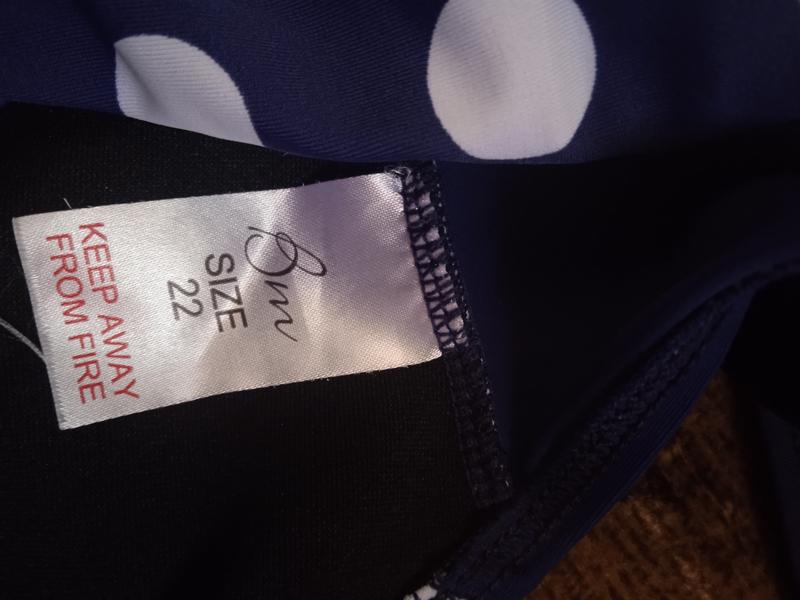 Bm
SIZE
22
KEEP AWAY
FROM FIRE